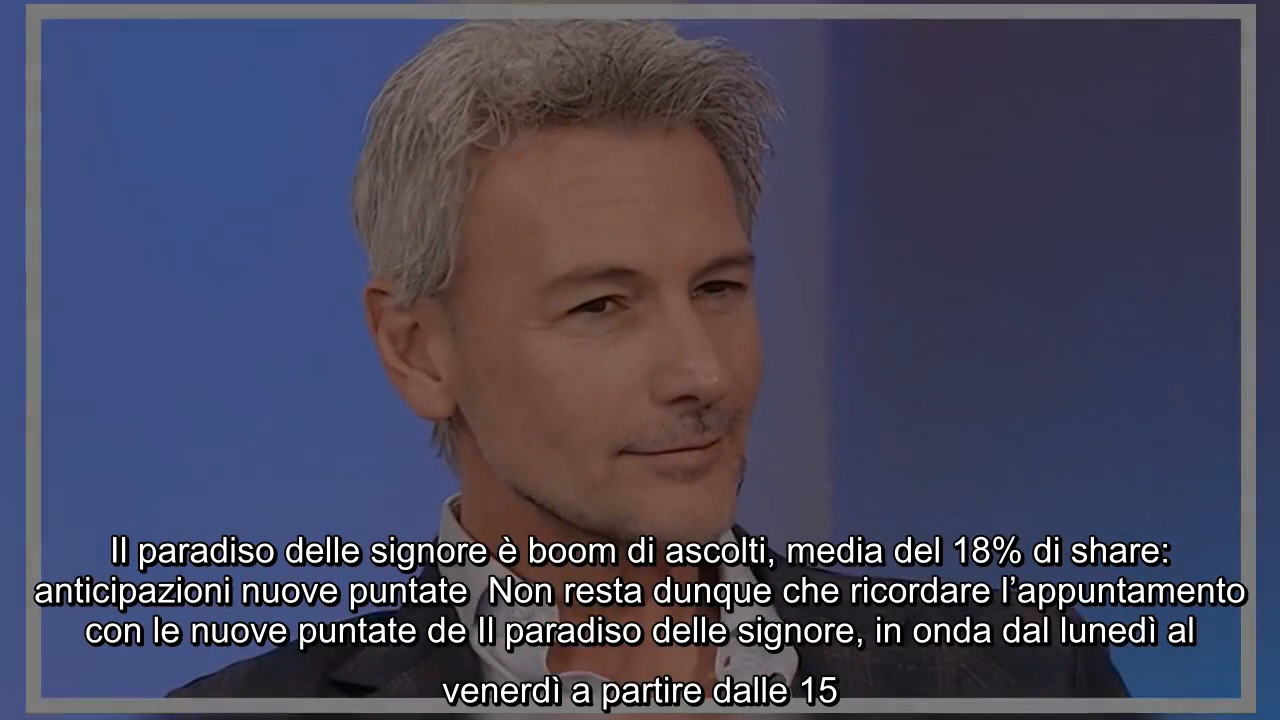 Il paradiso delle signore è boom di ascolti, media del 18% di share:
anticipazioni nuove puntate  Non resta dunque che ricordare l’appuntamento
con le nuove puntate de Il paradiso delle signore, in onda dal lunedì al
venerdì a partire dalle 15